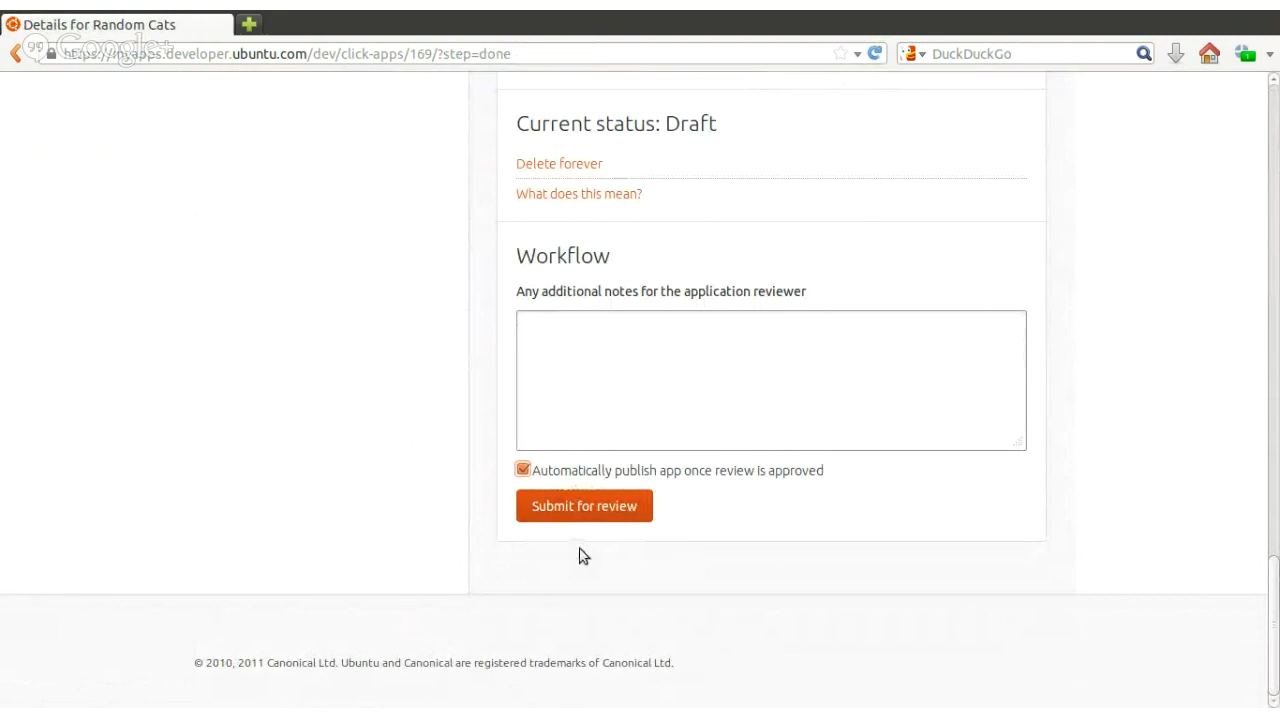 Details for Random Cats
Google+
https://myapps.developer.ubuntu.com/dev/click-apps/169/?step=done
DuckDuckGo
1
Current status: Draft
Delete forever
What does this mean?
Workflow
Any additional notes for the application reviewer
Automatically publish app once review is approved
Submit for review
© 2010, 2011 Canonical Ltd. Ubuntu and Canonical are registered trademarks of Canonical Ltd.